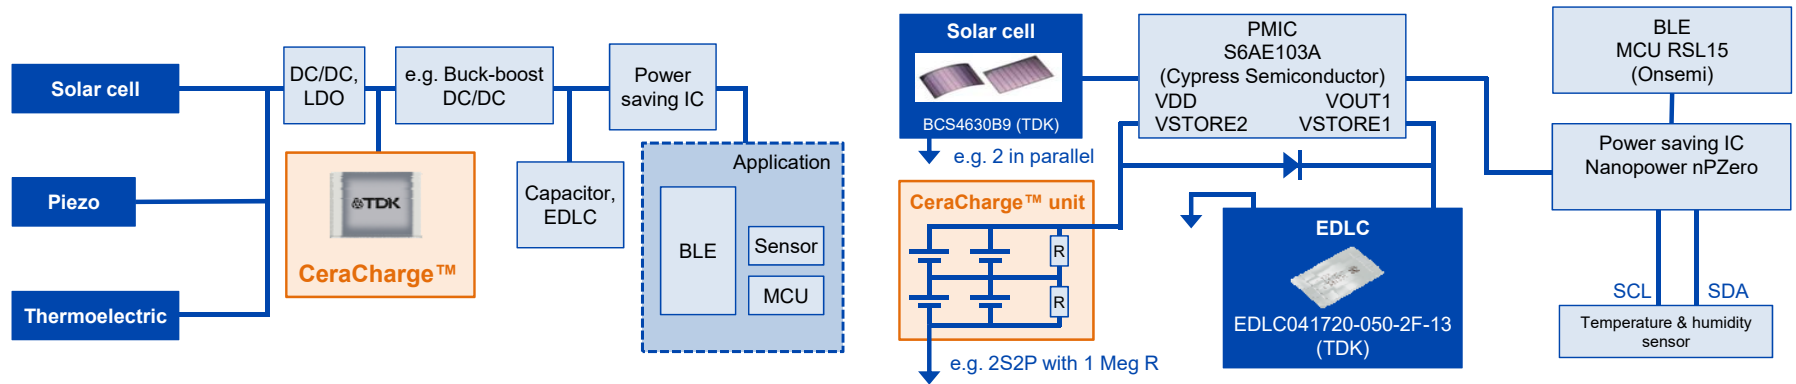 Solar cell
Piezo
Thermoelectric
DC/DC,
LDO
TDK
CeraCharge™
e.g. Buck-boost
DC/DC
Capacitor,
EDLC
Power
saving IC
Application
BLE
Sensor
MCU
Solar cell
BCS4630B9 (TDK)
e.g. 2 in parallel
PMIC
S6AE103A
(Cypress Semiconductor)
VDD VOUT1
VSTORE2 VSTORE1
CeraCharge™ unit
R
R
e.g. 2S2P with 1 Meg R
EDLC
EDLC041720-050-2F-13
(TDK)
BLE
MCU RSL15
(Onsemi)
Power saving IC
Nanopower nPZero
SCL SDA
Temperature & humidity
sensor